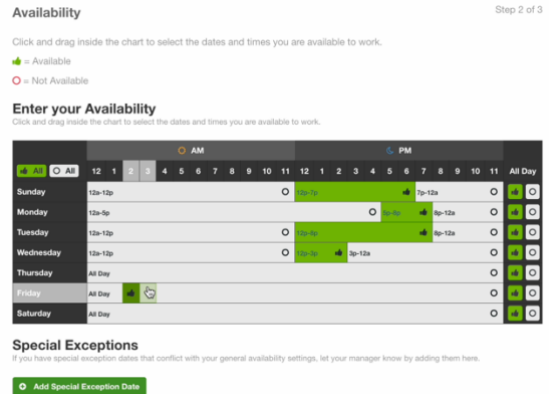 Availability
Step 2 of 3
Click and drag inside the chart to select the dates and times you are available to work.
= Available
= Not Available
Enter your Availability
Click and drag inside the chart to select the dates and times you are available to work.
AM PM
All All 12 1 2 3 4 5 6 7 8 9 10 11 12 1 2 3 4 5 6 7 8 9 10 11 All Day
Sunday 12a-12p 12p-7p 7p-12a
Monday 12a-5p 5p-8p 8p-12a
Tuesday 12a-12p 12p-8p 8p-12a
Wednesday 12a-12p 12p-3p 3p-12a
Thursday All Day
Friday All Day
Saturday All Day
Special Exceptions
If you have special exception dates that conflict with your general availability settings, let your manager know by adding them here.
Add Special Exception Date